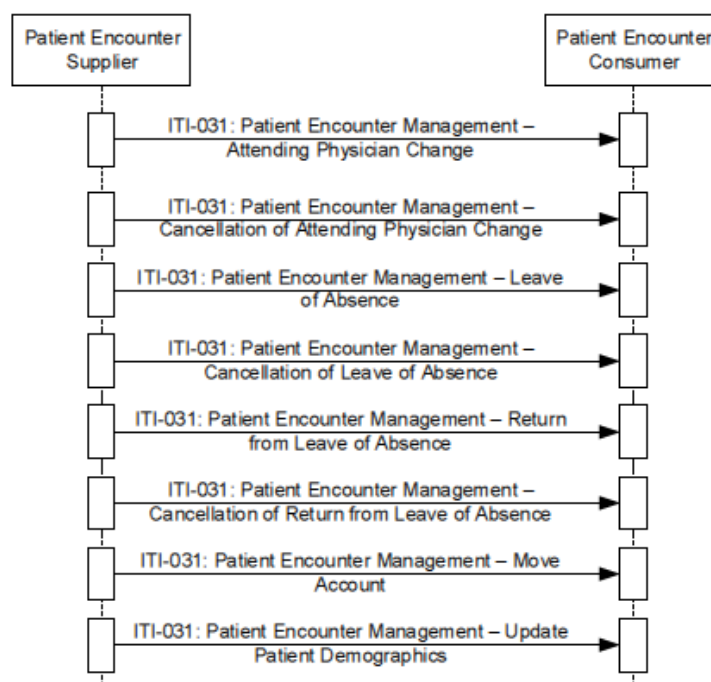 Patient Encounter
Supplier
Patient Encounter
Consumer
ITI-031: Patient Encounter Management –
Attending Physician Change
ITI-031: Patient Encounter Management –
Cancellation of Attending Physician Change
ITI-031: Patient Encounter Management – Leave
of Absence
ITI-031: Patient Encounter Management –
Cancellation of Leave of Absence
ITI-031: Patient Encounter Management – Return
from Leave of Absence
ITI-031: Patient Encounter Management –
Cancellation of Return from Leave of Absence
ITI-031: Patient Encounter Management – Move
Account
ITI-031: Patient Encounter Management – Update
Patient Demographics